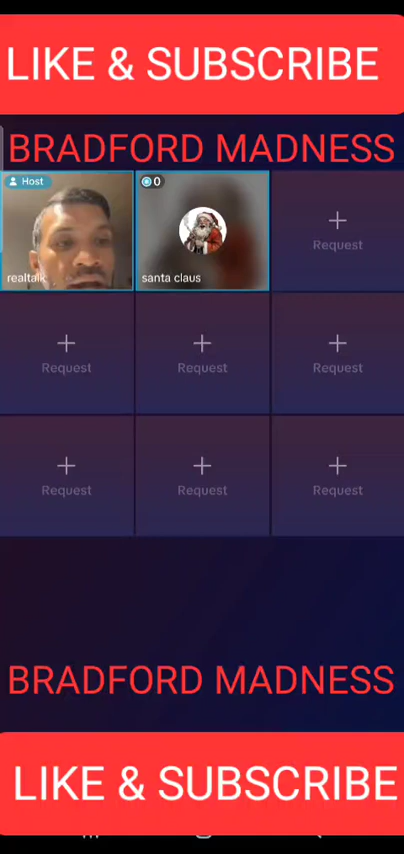 LIKE & SUBSCRIBE
BRADFORD MADNESS
Host
0
realtalk
santa claus
Request
Request
Request
Request
Request
Request
Request
BRADFORD MADNESS
LIKE & SUBSCRIBE